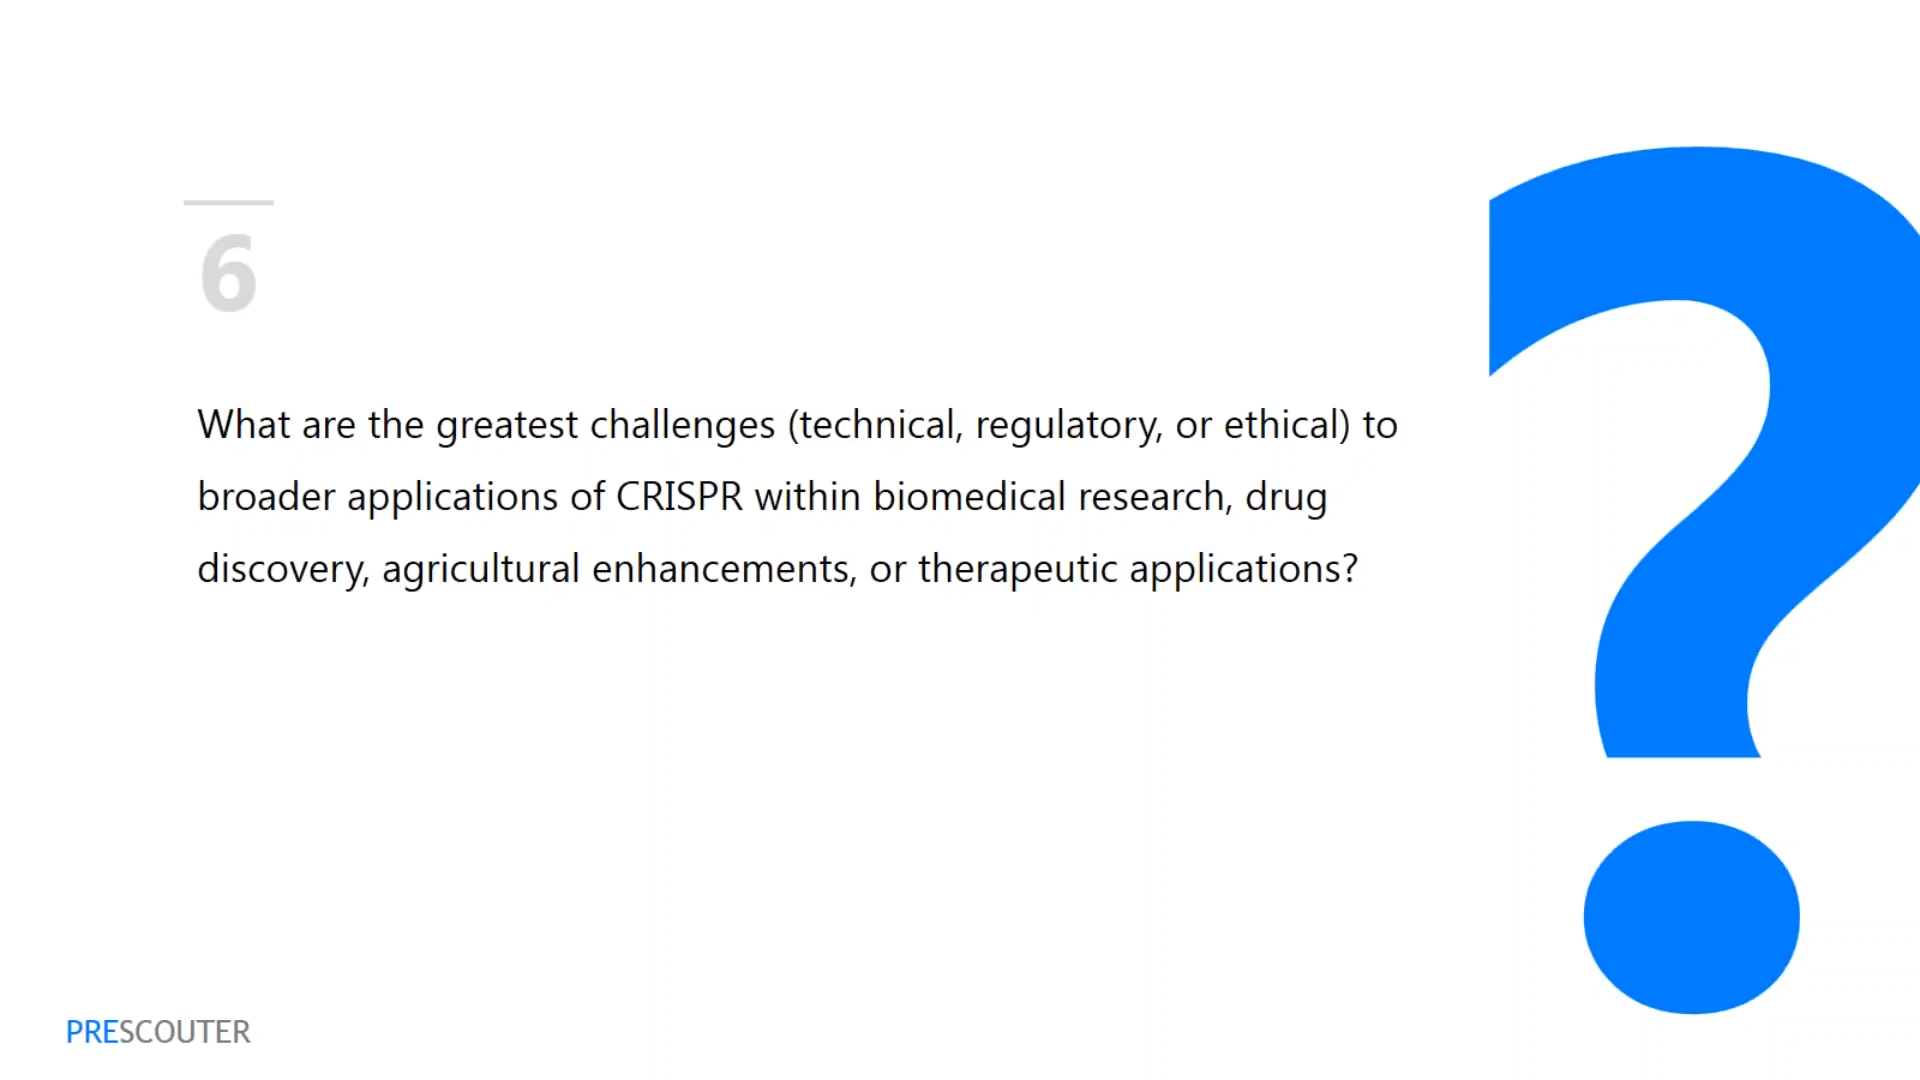 6
What are the greatest challenges (technical, regulatory, or ethical) to
broader applications of CRISPR within biomedical research, drug
discovery, agricultural enhancements, or therapeutic applications?
?
PRESCOUTER